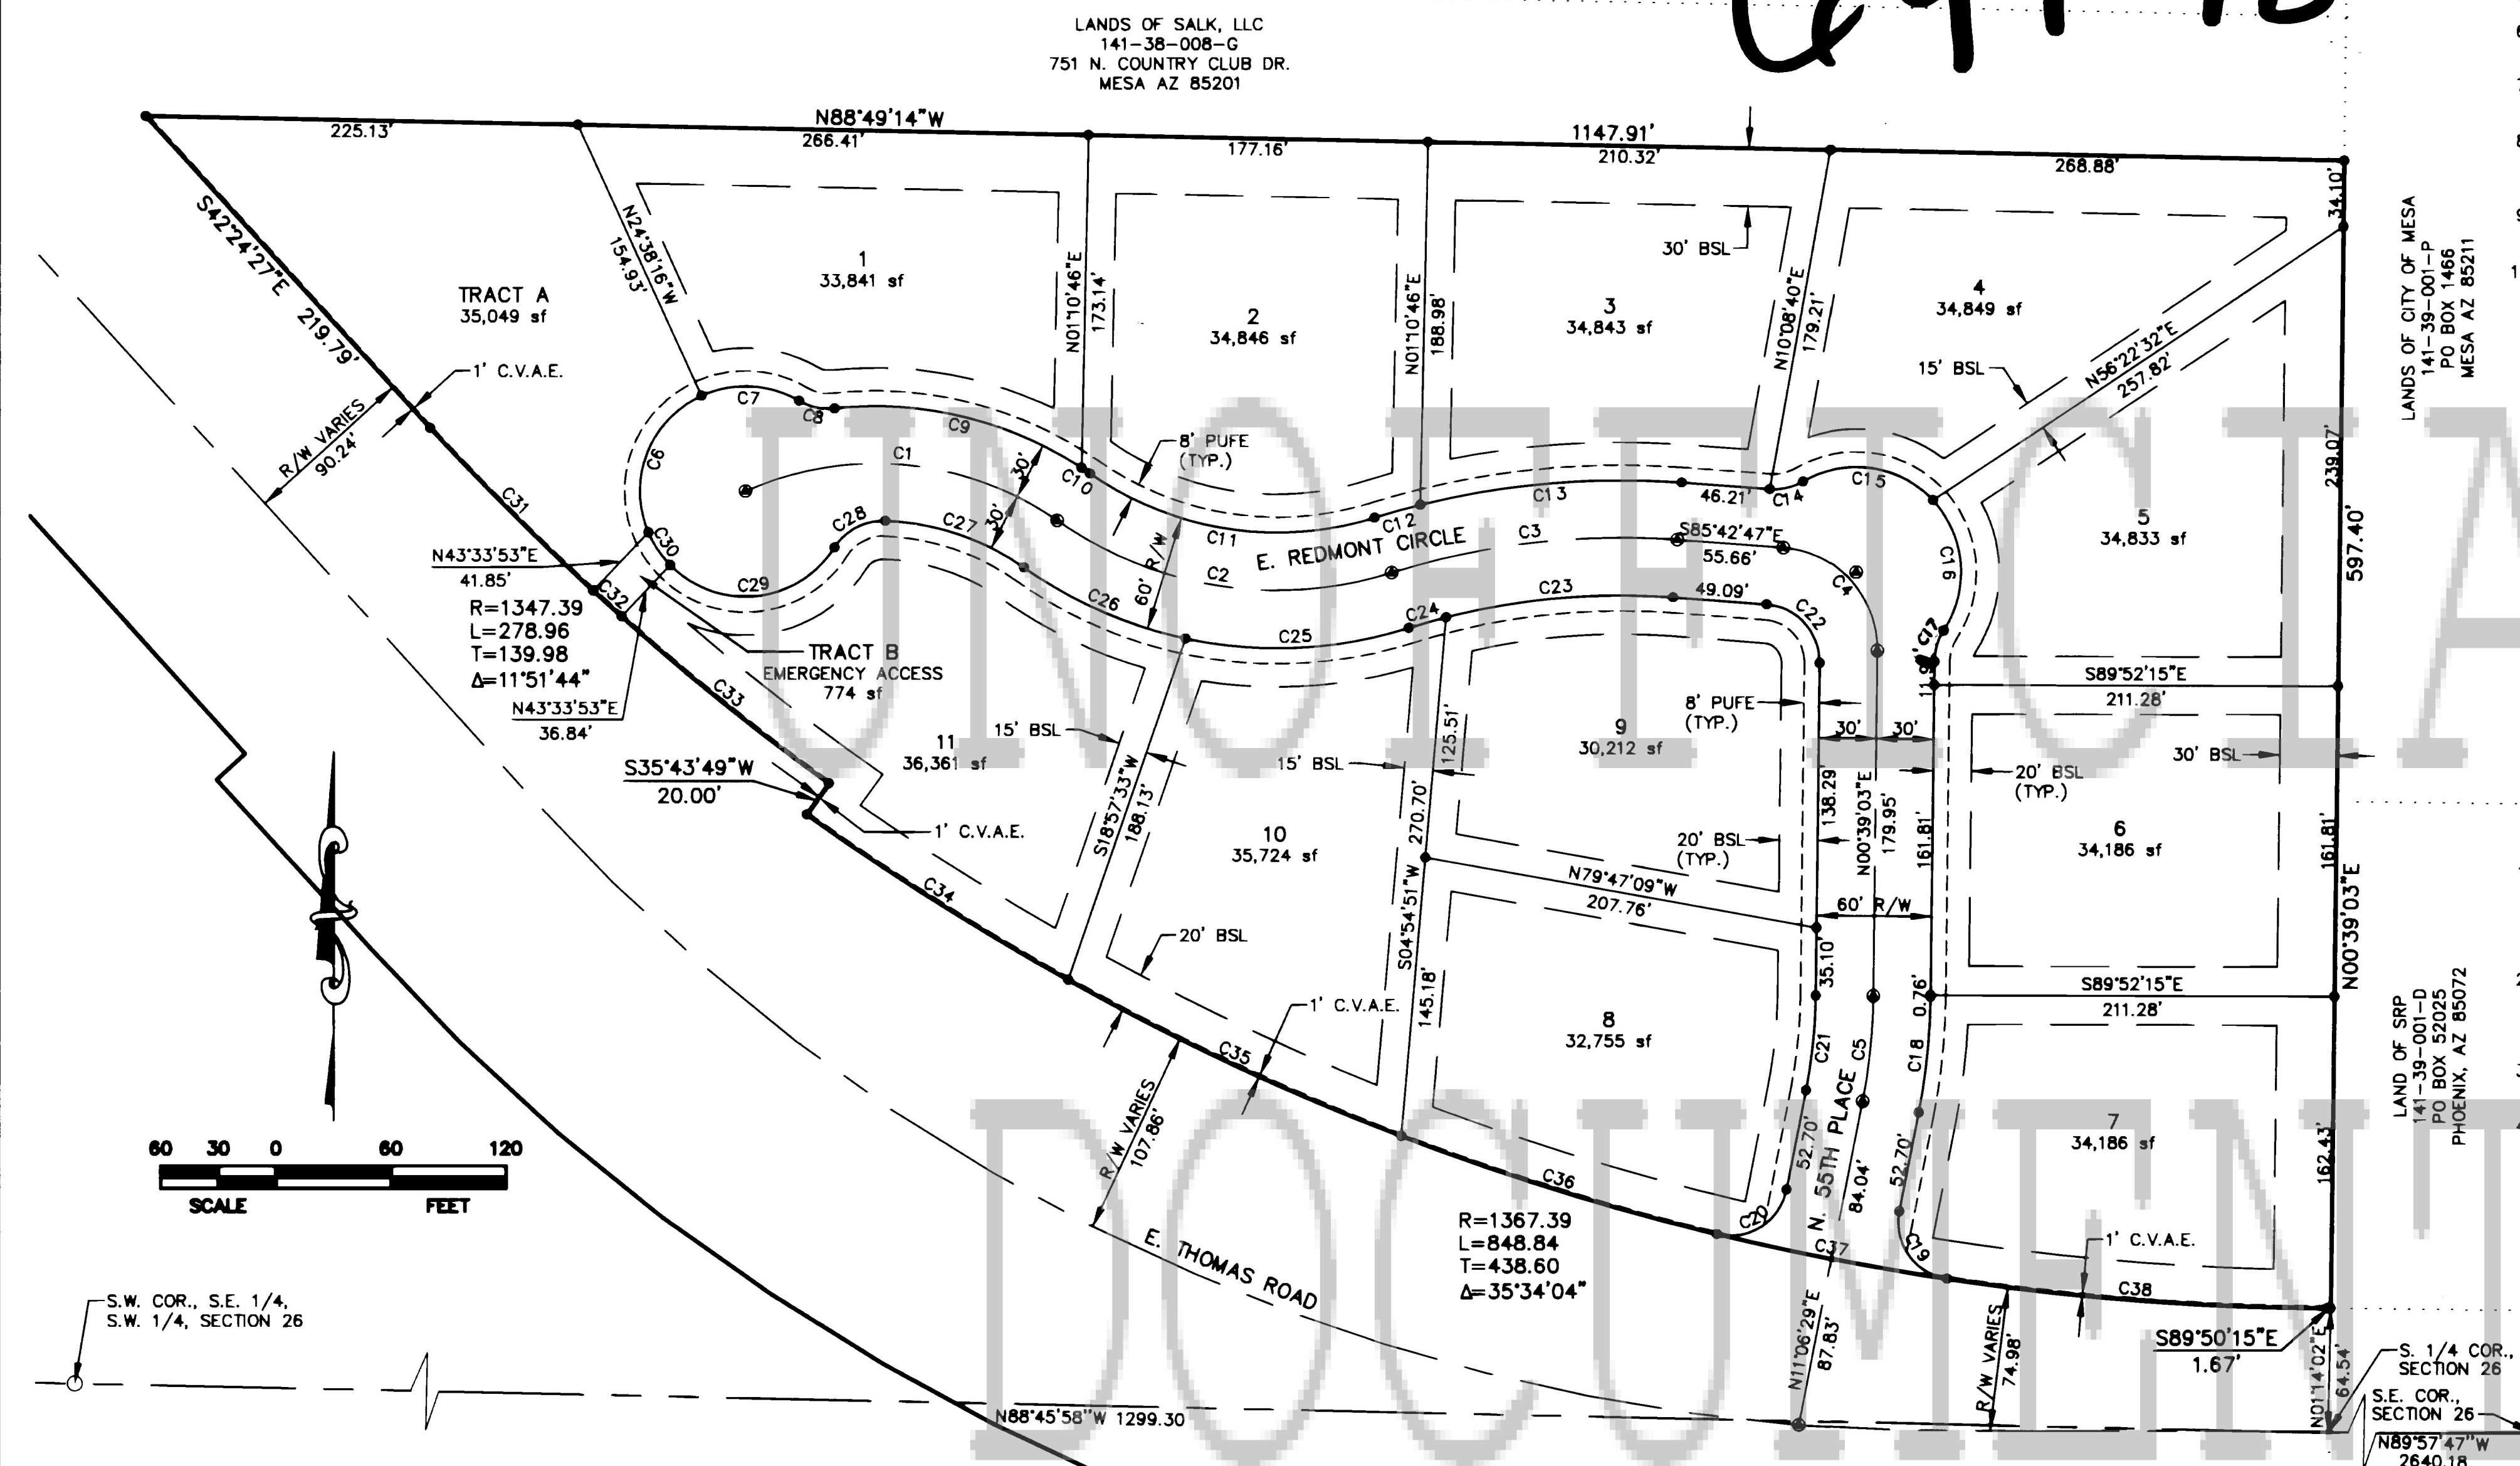 LANDS OF SALK, LLC
141-38-008-G
751 N. COUNTRY CLUB DR.
MESA AZ 85201
N88°49'14"W
1147.91'
225.13'
266.41'
177.16'
210.32'
268.88'
34.10'
S42°24'27"E 219.79'
TRACT A
35,049 sf
1' C.V.A.E.
R/W VARIES
90.24'
N24°38'16"W
154.93'
1
33,841 sf
N01°10'46"E
173.14'
2
34,846 sf
N01°10'46"E
188.98'
3
34,843 sf
30' BSL
N10°08'40"E
179.21'
4
34,849 sf
15' BSL
N56°22'32"E
257.82'
5
34,833 sf
239.07'
597.40'
LANDS OF CITY OF MESA
141-39-001-P
PO BOX 1466
MESA AZ 85211
C7
C8
C9
C6
C1
C10
30'
30'
8' PUFE
(TYP.)
C11
C12
C13
46.21'
C14
C15
C16
C17
11.9
C31
C30
C32
C29
C28
C27
C26
60' R/W
C2
E. REDMONT CIRCLE
C3
S85°42'47"E
55.66'
C4
C25
C24
C23
49.09'
C22
N43°33'53"E
41.85'
R=1347.39
L=278.96
T=139.98
Δ=11°51'44"
N43°33'53"E
36.84'
TRACT B
EMERGENCY ACCESS
774 sf
C33
S35°43'49"W
20.00'
1' C.V.A.E.
11
36,361 sf
15' BSL
S18°57'33"W
188.13'
10
35,724 sf
15' BSL
125.51'
270.70'
S04°54'51"W
145.18'
9
30,212 sf
8' PUFE
(TYP.)
20' BSL
(TYP.)
N79°47'09"W
207.76'
30'
30'
138.29'
N00°39'03"E
179.95'
161.81'
60' R/W
35.10'
S89°52'15"E
211.28'
20' BSL
(TYP.)
30' BSL
6
34,186 sf
161.81'
N00°39'03"E
S89°52'15"E
211.28'
0.76'
C34
20' BSL
1' C.V.A.E.
C35
8
32,755 sf
C21
C5
C18
52.70'
N. 55TH PLACE
84.04'
52.70'
7
34,186 sf
162.43'
LAND OF SRP
141-39-001-D
PO BOX 52025
PHOENIX, AZ 85072
R/W VARIES
107.86'
C36
C20
C37
C19
1' C.V.A.E.
C38
R=1367.39
L=848.84
T=438.60
Δ=35°34'04"
E. THOMAS ROAD
60 30 0 60 120
SCALE FEET
S.W. COR., S.E. 1/4,
S.W. 1/4, SECTION 26
N88°45'58"W 1299.30
N11°06'29"E
87.83'
R/W VARIES
74.98'
S89°50'15"E
1.67'
N01°14'02"E
64.54'
S. 1/4 COR.,
SECTION 26
S.E. COR.,
SECTION 26
N89°57'47"W
2640.18
UNOFFICIA
DOCUMENT